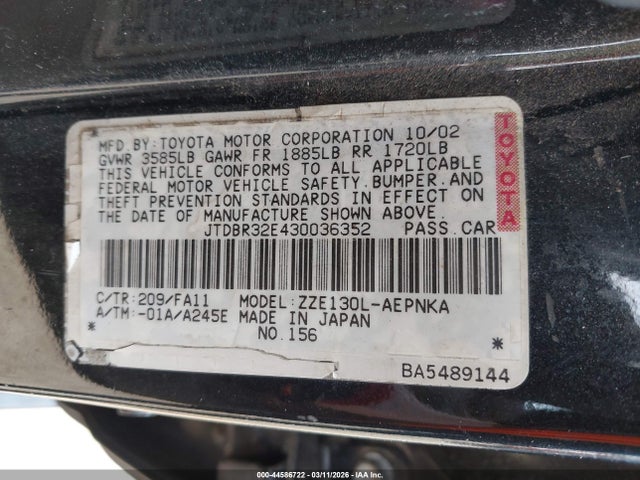 MFD.BY:TOYOTA MOTOR CORPORATION 10/02
GVWR 3585LB GAWR FR 1885LB RR 1720LB
THIS VEHICLE CONFORMS TO ALL APPLICABLE
FEDERAL MOTOR VEHICLE SAFETY.BUMPER.AND
THEFT PREVENTION STANDARDS IN EFFECT ON
THE DATE OF MANUFACTURE SHOWN ABOVE.
JTDBR32E430036352 PASS.CAR
TOYOTA
C/TR:209/FA11 MODEL:ZZE130L-AEPNKA
A/TM:-01A/A245E MADE IN JAPAN
* NO.156 *
BA5489144
000-44586722 - 03/11/2026 - IAA Inc.